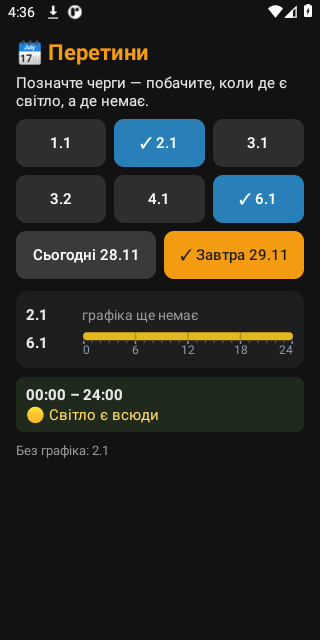 4:36
July
17
Перетини
Позначте черги — побачите, коли де є
світло, а де немає.
1.1
✓ 2.1
3.1
3.2
4.1
✓ 6.1
Сьогодні 28.11
✓ Завтра 29.11
2.1 графіка ще немає
6.1
0 6 12 18 24
00:00 – 24:00
Світло є всюди
Без графіка: 2.1